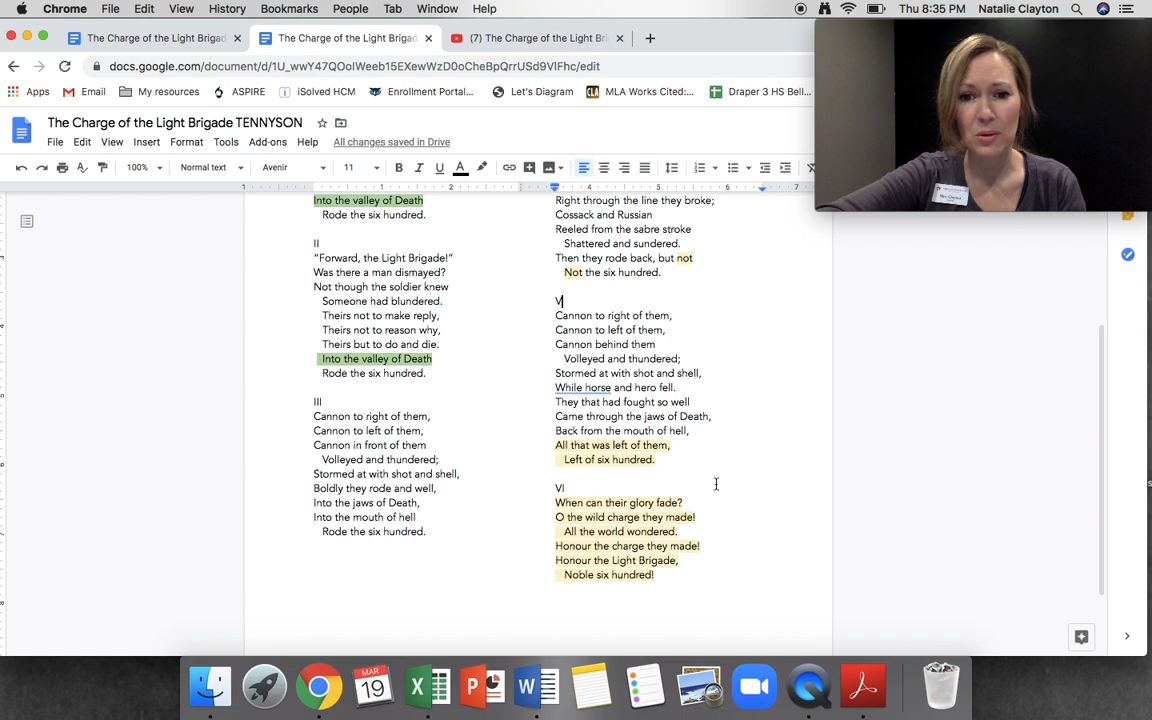 Chrome File Edit View History Bookmarks People Tab Window Help
Thu 8:35 PM Natalie Clayton
The Charge of the Light Brigad
The Charge of the Light Brigad
(7) The Charge of the Light Bri
docs.google.com/document/d/1U_wwY47QOoIWeeb15EXewWzD0oCheBpQrrUSd9VlFhc/edit
Apps
Email
My resources
ASPIRE
iSolved HCM
Enrollment Portal...
Let's Diagram
MLA Works Cited:...
Draper 3 HS Bell...
The Charge of the Light Brigade TENNYSON
File Edit View Insert Format Tools Add-ons Help All changes saved in Drive
100% Normal text Avenir 11 B I U A
1 1 2 4 5 6 7
Into the valley of Death
Rode the six hundred.
II
“Forward, the Light Brigade!”
Was there a man dismayed?
Not though the soldier knew
Someone had blundered.
Theirs not to make reply,
Theirs not to reason why,
Theirs but to do and die.
Into the valley of Death
Rode the six hundred.
III
Cannon to right of them,
Cannon to left of them,
Cannon in front of them
Volleyed and thundered;
Stormed at with shot and shell,
Boldly they rode and well,
Into the jaws of Death,
Into the mouth of hell
Rode the six hundred.
Right through the line they broke;
Cossack and Russian
Reeled from the sabre stroke
Shattered and sundered.
Then they rode back, but not
Not the six hundred.
V
Cannon to right of them,
Cannon to left of them,
Cannon behind them
Volleyed and thundered;
Stormed at with shot and shell,
While horse and hero fell.
They that had fought so well
Came through the jaws of Death,
Back from the mouth of hell,
All that was left of them,
Left of six hundred.
VI
When can their glory fade?
O the wild charge they made!
All the world wondered.
Honour the charge they made!
Honour the Light Brigade,
Noble six hundred!
MAR
19